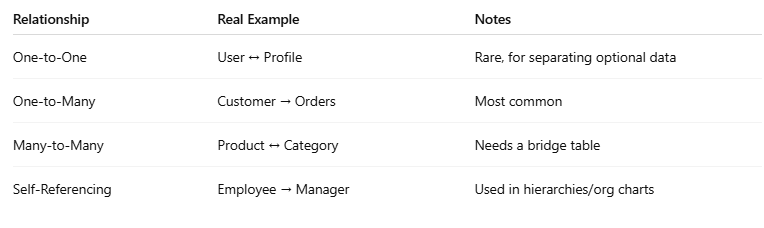 Relationship Real Example Notes
One-to-One User ↔ Profile Rare, for separating optional data
One-to-Many Customer → Orders Most common
Many-to-Many Product ↔ Category Needs a bridge table
Self-Referencing Employee → Manager Used in hierarchies/org charts